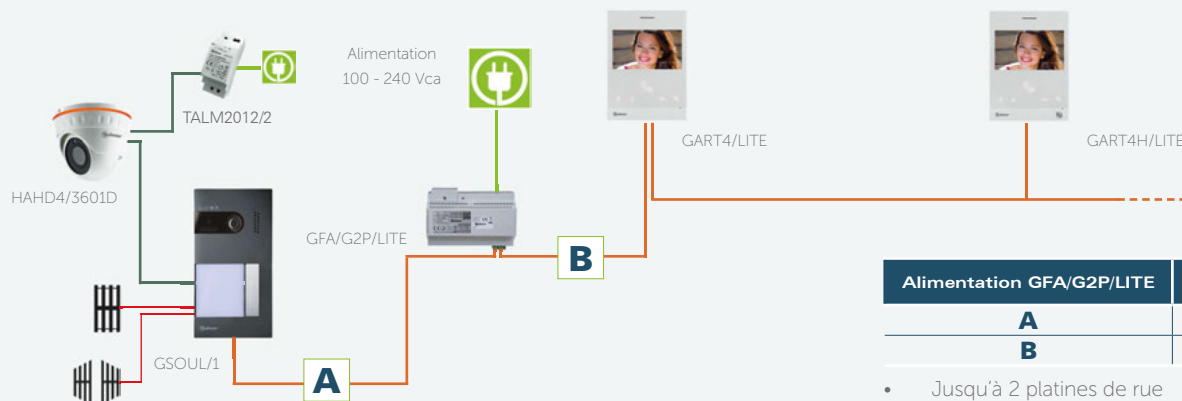 Alimentation
100 - 240 Vca
TALM2012/2
GART4/LITE
GART4H/LITE
HAHD4/3601D
GFA/G2P/LITE
B
GSOUL/1
A
Alimentation GFA/G2P/LITE
A
B
• Jusqu'à 2 platines de rue